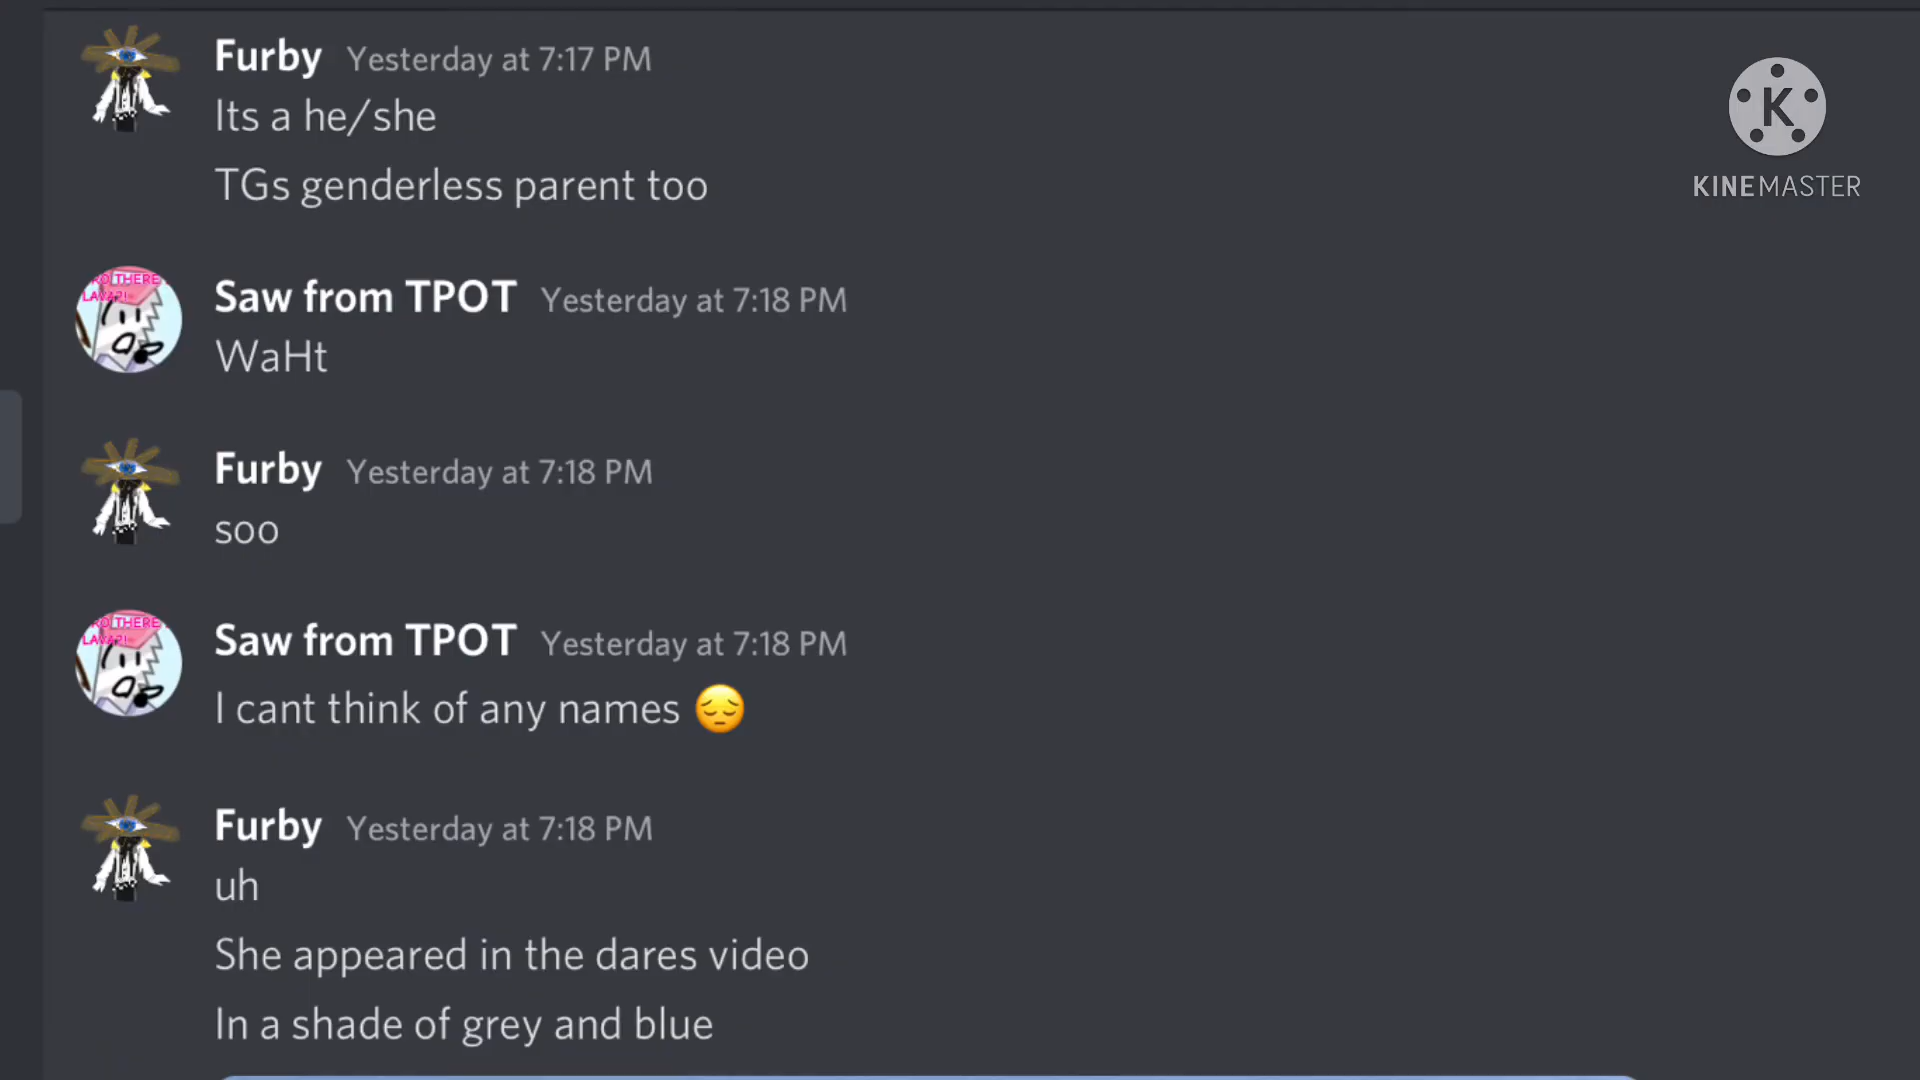 Furby Yesterday at 7:17 PM
Its a he/she
TGs genderless parent too
KINEMASTER
Saw from TPOT Yesterday at 7:18 PM
WaHt
Furby Yesterday at 7:18 PM
soo
Saw from TPOT Yesterday at 7:18 PM
I cant think of any names 😔
Furby Yesterday at 7:18 PM
uh
She appeared in the dares video
In a shade of grey and blue